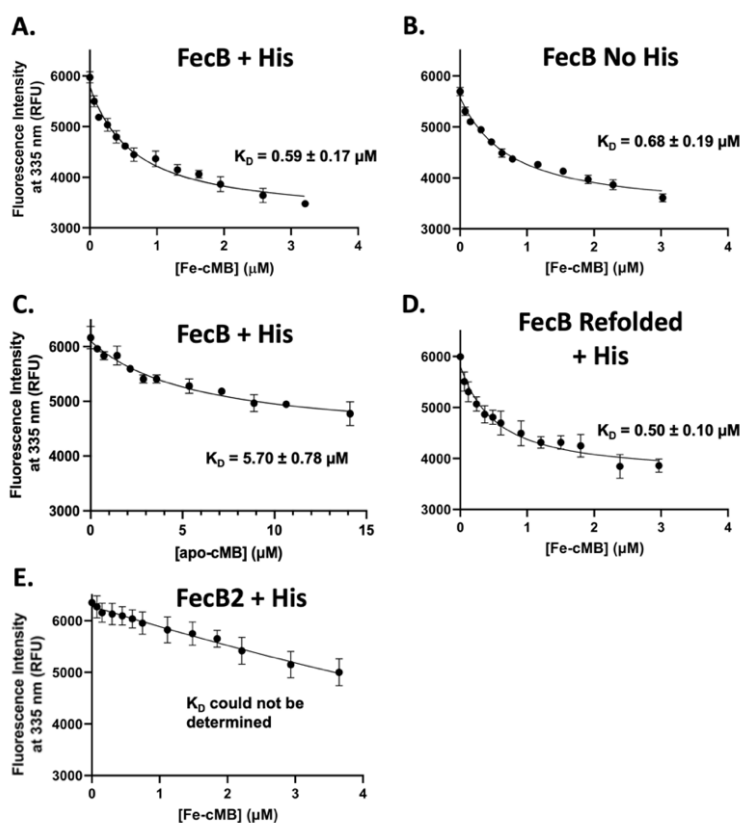 A.
FecB + His
6000
5000
4000
3000
Fluorescence Intensity
at 335 nm (RFU)
K_D = 0.59 ± 0.17 μM
0 1 2 3 4
[Fe-cMB] (μM)
B.
FecB No His
6000
5000
4000
3000
K_D = 0.68 ± 0.19 μM
0 1 2 3 4
[Fe-cMB] (μM)
C.
FecB + His
6000
5000
4000
3000
Fluorescence Intensity
at 335 nm (RFU)
K_D = 5.70 ± 0.78 μM
0 5 10 15
[apo-cMB] (μM)
D.
FecB Refolded
+ His
6000
5000
4000
3000
K_D = 0.50 ± 0.10 μM
0 1 2 3 4
[Fe-cMB] (μM)
E.
FecB2 + His
6000
5000
4000
3000
Fluorescence Intensity
at 335 nm (RFU)
K_D could not be
determined
0 1 2 3 4
[Fe-cMB] (μM)